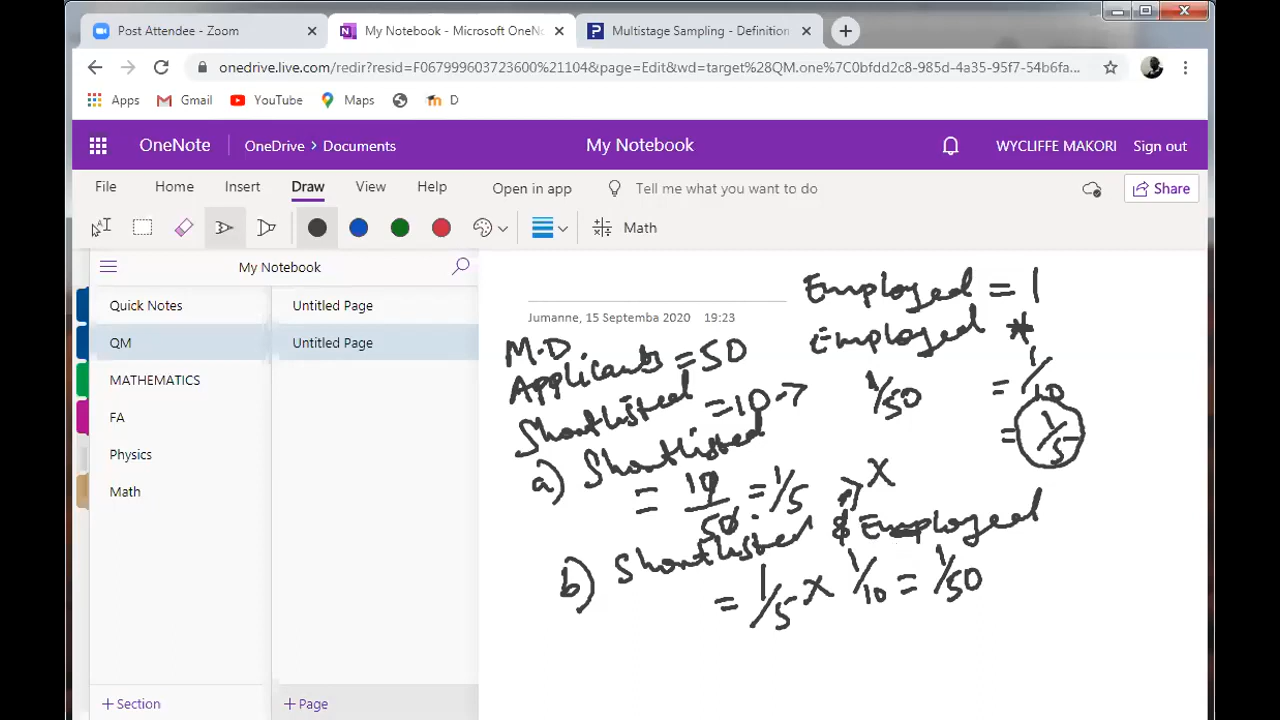 Post Attendee - Zoom
My Notebook - Microsoft OneNo
Multistage Sampling - Definition
onedrive.live.com/redir?resid=F067999603723600%21104&page=Edit&wd=target%28QM.one%7C0bfdd2c8-985d-4a35-95f7-54b6fa...
Apps Gmail YouTube Maps D
OneNote OneDrive > Documents My Notebook WYCLIFFE MAKORI Sign out
File Home Insert Draw View Help Open in app Tell me what you want to do Share
Math
My Notebook
Quick Notes
QM
MATHEMATICS
FA
Physics
Math
+ Section
Untitled Page
Untitled Page
+ Page
Jumanne, 15 Septemba 2020 19:23
M.D
Applicants = 50
Shortlisted = 10 →
a) Shortlisted
= 10/50 = 1/5
b) Shortlisted & Employed
= 1/5 x 1/10 = 1/50
Employed = 1
Employed *
1/50 = 1/10
= 1/5
x